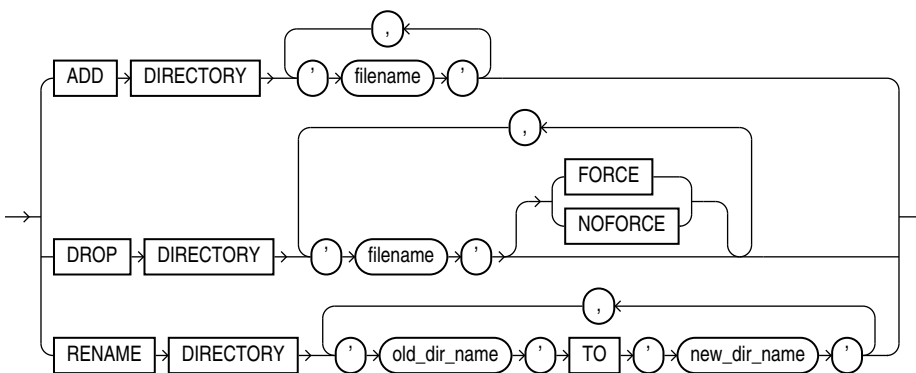 ,
ADD DIRECTORY ' filename '
,
FORCE
NOFORCE
DROP DIRECTORY ' filename '
,
RENAME DIRECTORY ' old_dir_name ' TO ' new_dir_name '